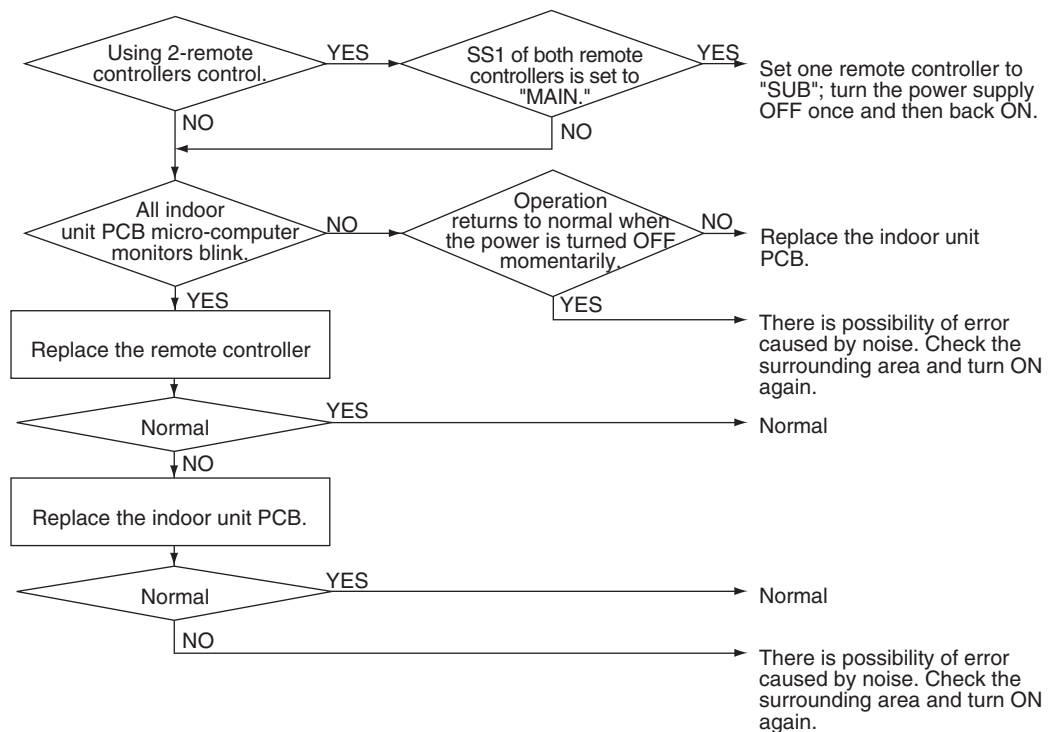 Using 2-remote
controllers control.
YES
SS1 of both remote
controllers is set to
"MAIN."
YES
Set one remote controller to
"SUB"; turn the power supply
OFF once and then back ON.
NO
NO
All indoor
unit PCB micro-computer
monitors blink.
NO
Operation
returns to normal when
the power is turned OFF
momentarily.
NO
Replace the indoor unit
PCB.
YES
YES
There is possibility of error
caused by noise. Check the
surrounding area and turn ON
again.
Replace the remote controller
Normal
YES
Normal
NO
Replace the indoor unit PCB.
Normal
YES
Normal
NO
There is possibility of error
caused by noise. Check the
surrounding area and turn ON
again.